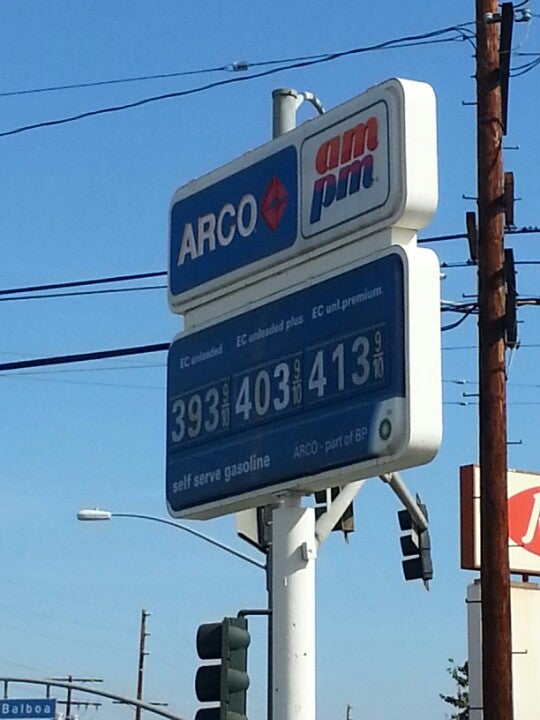 ARCO
am
pm
EC unleaded EC unleaded plus EC unl.premium
393 9/10 403 9/10 413 9/10
self serve gasoline ARCO - part of BP
Balboa